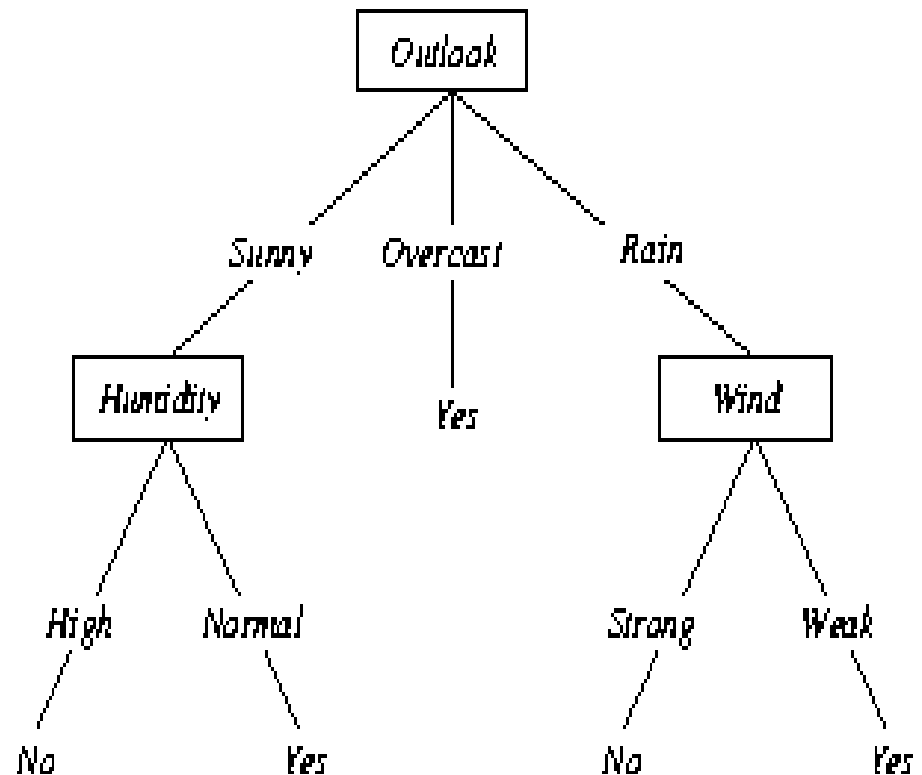 Outlook
Sunny Overcast Rain
Humidity Yes Wind
High Normal Strong Weak
No Yes No Yes